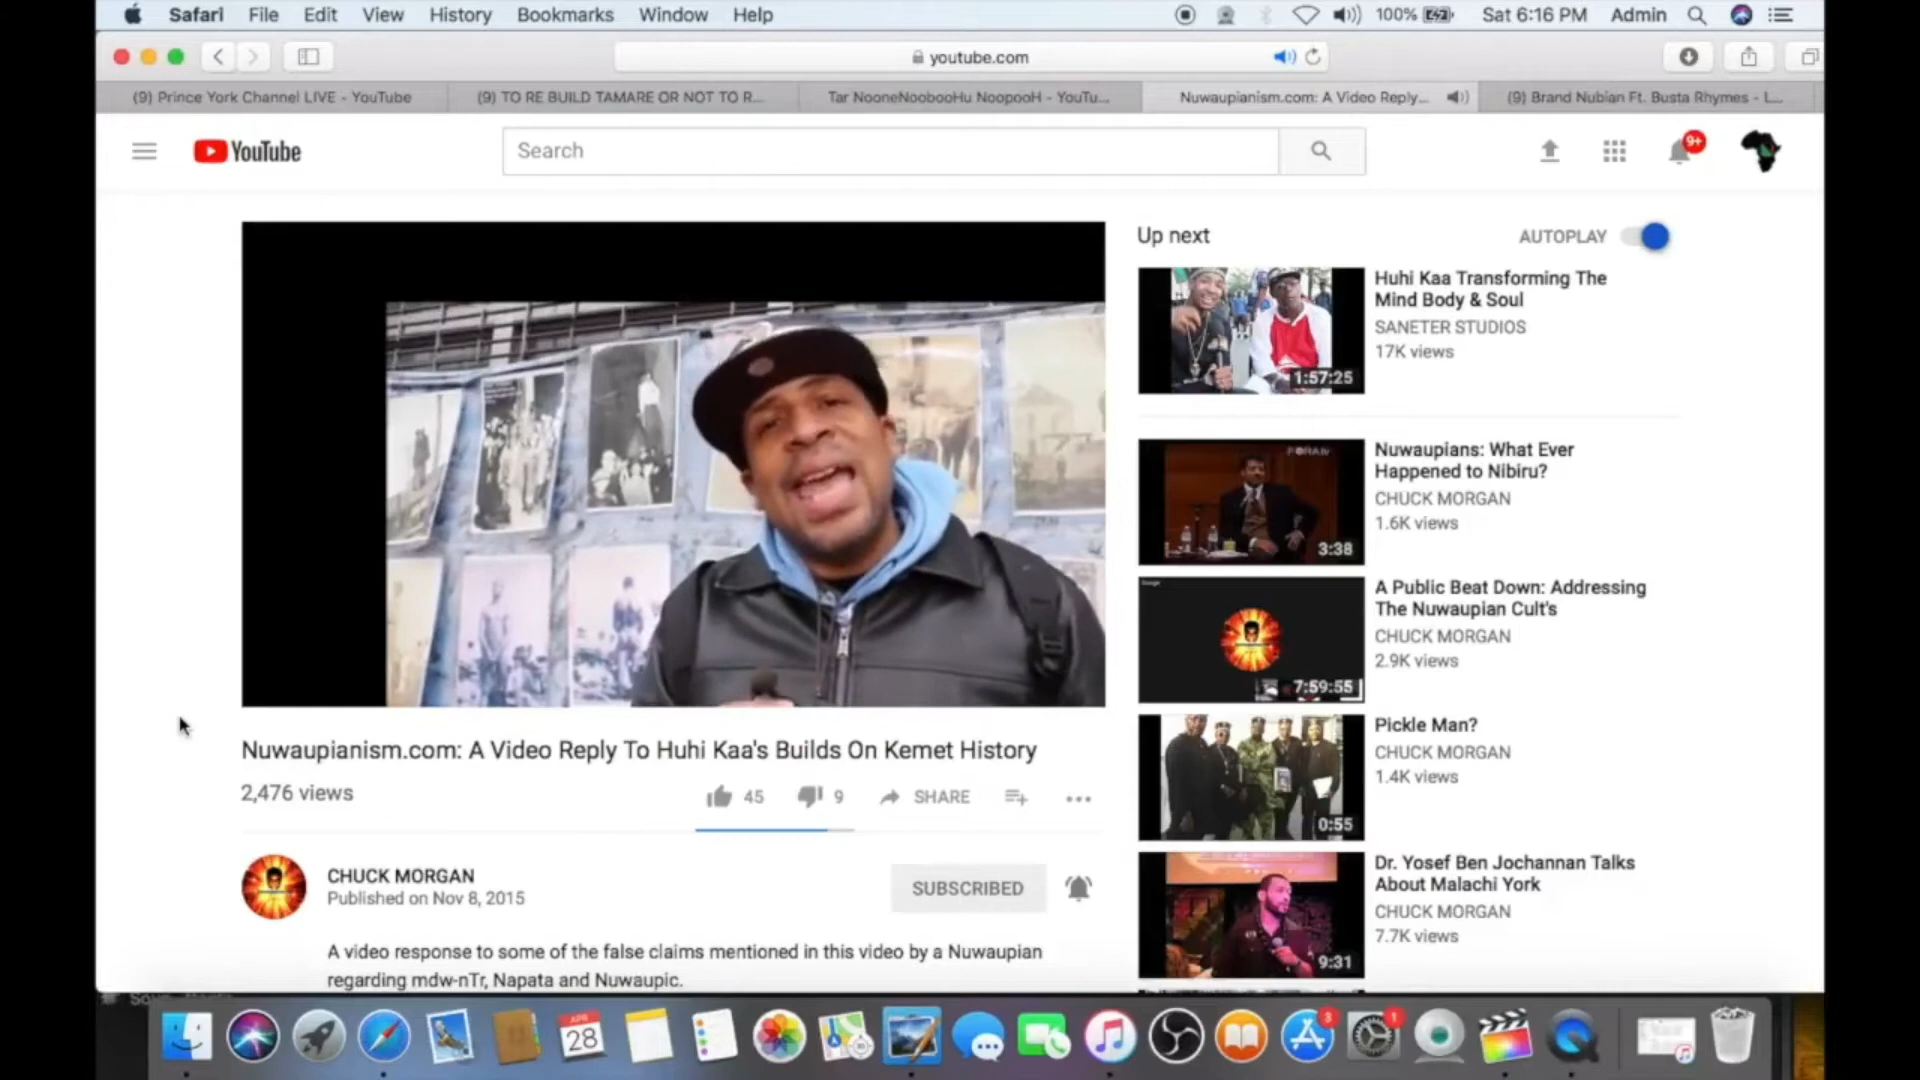 Safari File Edit View History Bookmarks Window Help 100% Sat 6:16 PM Admin
youtube.com
(9) Prince York Channel LIVE - YouTube
(9) TO RE BUILD TAMARE OR NOT TO R...
Tar NooneNoobooHu NoopooH - YouTu...
Nuwaupianism.com: A Video Reply...
(9) Brand Nubian Ft. Busta Rhymes - L...
YouTube
Search
9+
Up next
AUTOPLAY
Huhi Kaa Transforming The
Mind Body & Soul
SANETER STUDIOS
17K views
1:57:25
Nuwaupians: What Ever
Happened to Nibiru?
CHUCK MORGAN
1.6K views
FORA.tv
3:38
A Public Beat Down: Addressing
The Nuwaupian Cult's
CHUCK MORGAN
2.9K views
7:59:55
Pickle Man?
CHUCK MORGAN
1.4K views
0:55
Dr. Yosef Ben Jochannan Talks
About Malachi York
CHUCK MORGAN
7.7K views
9:31
Nuwaupianism.com: A Video Reply To Huhi Kaa's Builds On Kemet History
2,476 views
45
9
SHARE
CHUCK MORGAN
Published on Nov 8, 2015
SUBSCRIBED
A video response to some of the false claims mentioned in this video by a Nuwaupian
regarding mdw-nTr, Napata and Nuwaupic.
APR
28
3
1